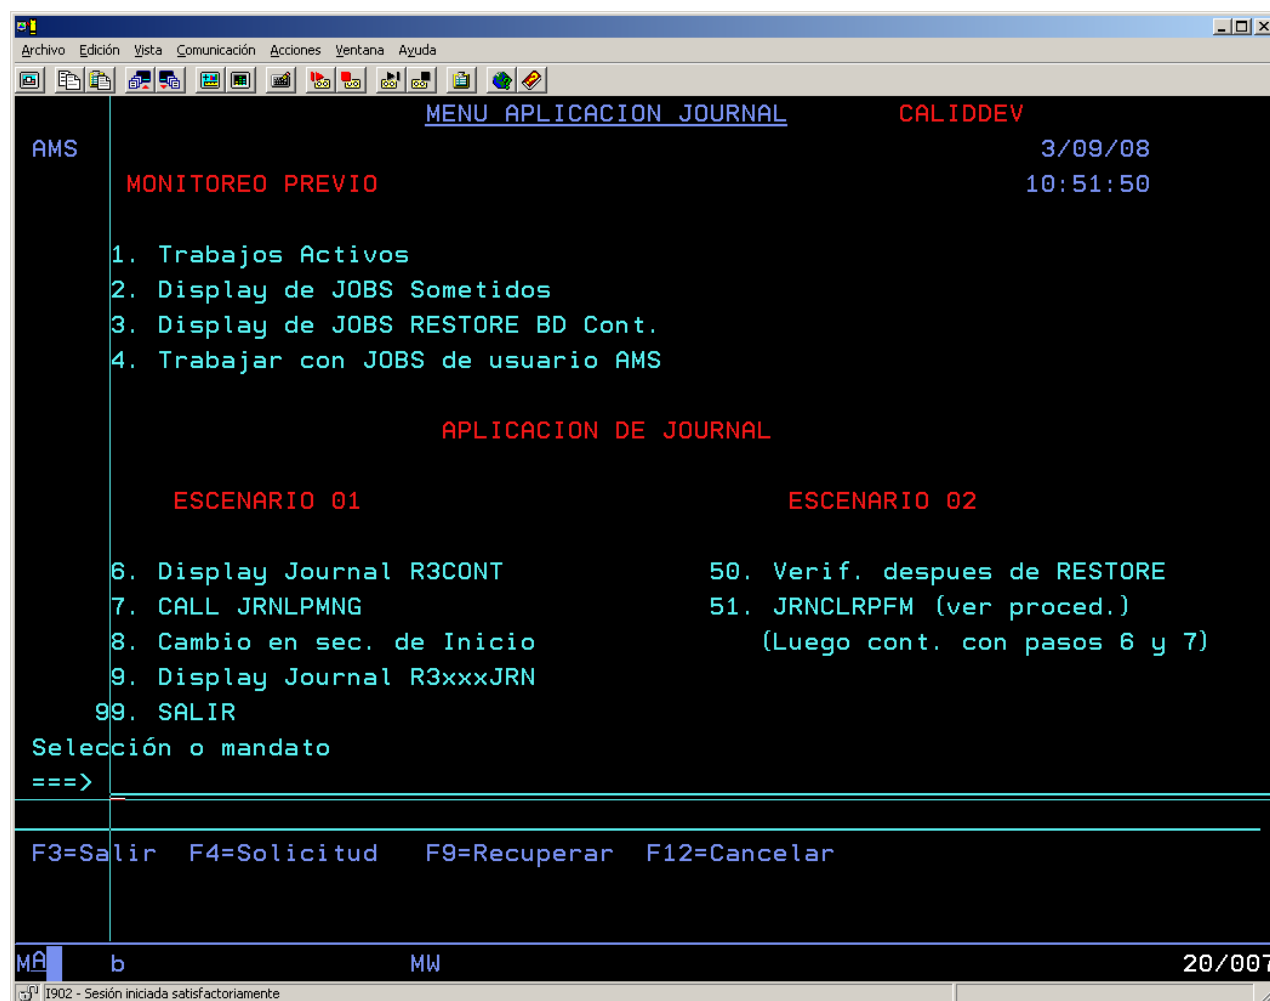 Archivo Edición Vista Comunicación Acciones Ventana Ayuda
MENU APLICACION JOURNAL CALIDDEV
AMS 3/09/08
MONITOREO PREVIO 10:51:50
1. Trabajos Activos
2. Display de JOBS Sometidos
3. Display de JOBS RESTORE BD Cont.
4. Trabajar con JOBS de usuario AMS
APLICACION DE JOURNAL
ESCENARIO 01 ESCENARIO 02
6. Display Journal R3CONT 50. Verif. despues de RESTORE
7. CALL JRNLPMNG 51. JRNCLRPFM (ver proced.)
8. Cambio en sec. de Inicio (Luego cont. con pasos 6 y 7)
9. Display Journal R3xxxJRN
99. SALIR
Selección o mandato
===>
F3=Salir F4=Solicitud F9=Recuperar F12=Cancelar
MA b MW 20/007
I902 - Sesión iniciada satisfactoriamente